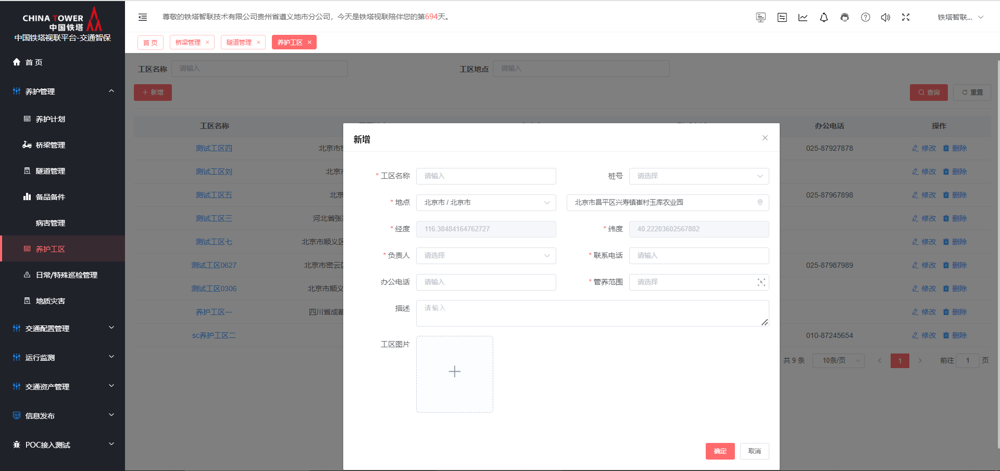 CHINA TOWER
中国铁塔
中国铁塔视联平台-交通智保
首 页
养护管理
养护计划
桥梁管理
隧道管理
备品备件
病害管理
养护工区
日常/特殊巡检管理
地质灾害
交通配置管理
运行监测
交通资产管理
信息发布
POC接入测试
尊敬的铁塔智联技术有限公司贵州省遵义地市分公司，今天是铁塔视联陪伴您的第694天。
铁塔智联...
首 页 桥梁管理 × 隧道管理 × 养护工区 ×
工区名称 请输入 工区地点 请输入
+ 新增 查询 重置
工区名称 办公电话 操作
测试工区四 北京市密 025-87927878 修改 删除
测试工区刘 北京市 修改 删除
测试工区五 北京 025-87967898 修改 删除
测试工区三 河北省张 修改 删除
测试工区七 北京市顺义区 修改 删除
测试工区0627 北京市密云区 025-87987989 修改 删除
测试工区0306 北京市顺义 修改 删除
养护工区一 四川省成都 修改 删除
sc养护工区二 010-87245654 修改 删除
共 9 条 10条/页 1 前往 1 页
新增
* 工区名称 请输入 桩号 请选择
* 地点 北京市 / 北京市 北京市昌平区兴寿镇崔村玉库农业园
* 经度 116.38484164762727 * 纬度 40.22203602567802
* 负责人 请选择 * 联系电话 请输入
办公电话 请输入 * 管养范围 请选择
描述 请输入
工区图片
确定 取消